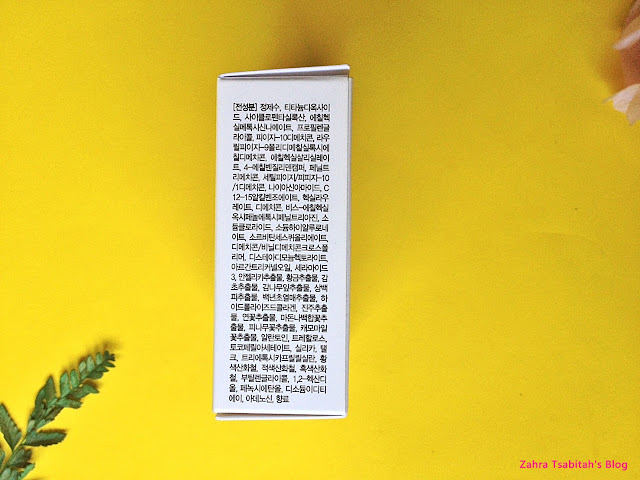 [전성분] 정제수, 티타늄디옥사이
드, 사이클로펜타실록산, 에칠헥
실메톡시신나메이트, 프로필렌글
라이콜, 피이지-10디메치콘, 라우
릴피이지-9폴리디메칠실록시에
칠디메치콘, 에칠헥실살리실레이
트, 4-메칠벤질리덴캠퍼, 페닐트
리메치콘, 세틸피이지/피피지-10
/1디메치콘, 나이아신아마이드, C
12-15알킬벤조에이트, 헥실라우
레이트, 디메치콘, 비스-에칠헥실
옥시페놀메톡시페닐트리아진, 소
듐클로라이드, 소듐하이알루로네
이트, 소르비탄세스퀴올리에이트,
디메치콘/비닐디메치콘크로스폴
리머, 디스테아디모늄헥토라이트,
아르간트리커넬오일, 세라마이드
3, 안젤리카추출물, 황금추출물, 감
초추출물, 감나무잎추출물, 상백
피추출물, 백년초열매추출물, 하
이드롤라이즈드콜라겐, 진주추출
물, 연꽃추출물, 마돈나백합꽃추
출물, 피나무꽃추출물, 캐모마일
꽃추출물, 알란토인, 트레할로스,
토코페릴아세테이트, 실리카, 탤
크, 트리에톡시카프릴릴실란, 황
색산화철, 적색산화철, 흑색산화
철, 부틸렌글라이콜, 1,2-헥산디
올, 페녹시에탄올, 디소듐이디티
에이, 아데노신, 향료
Zahra Tsabitah's Blog